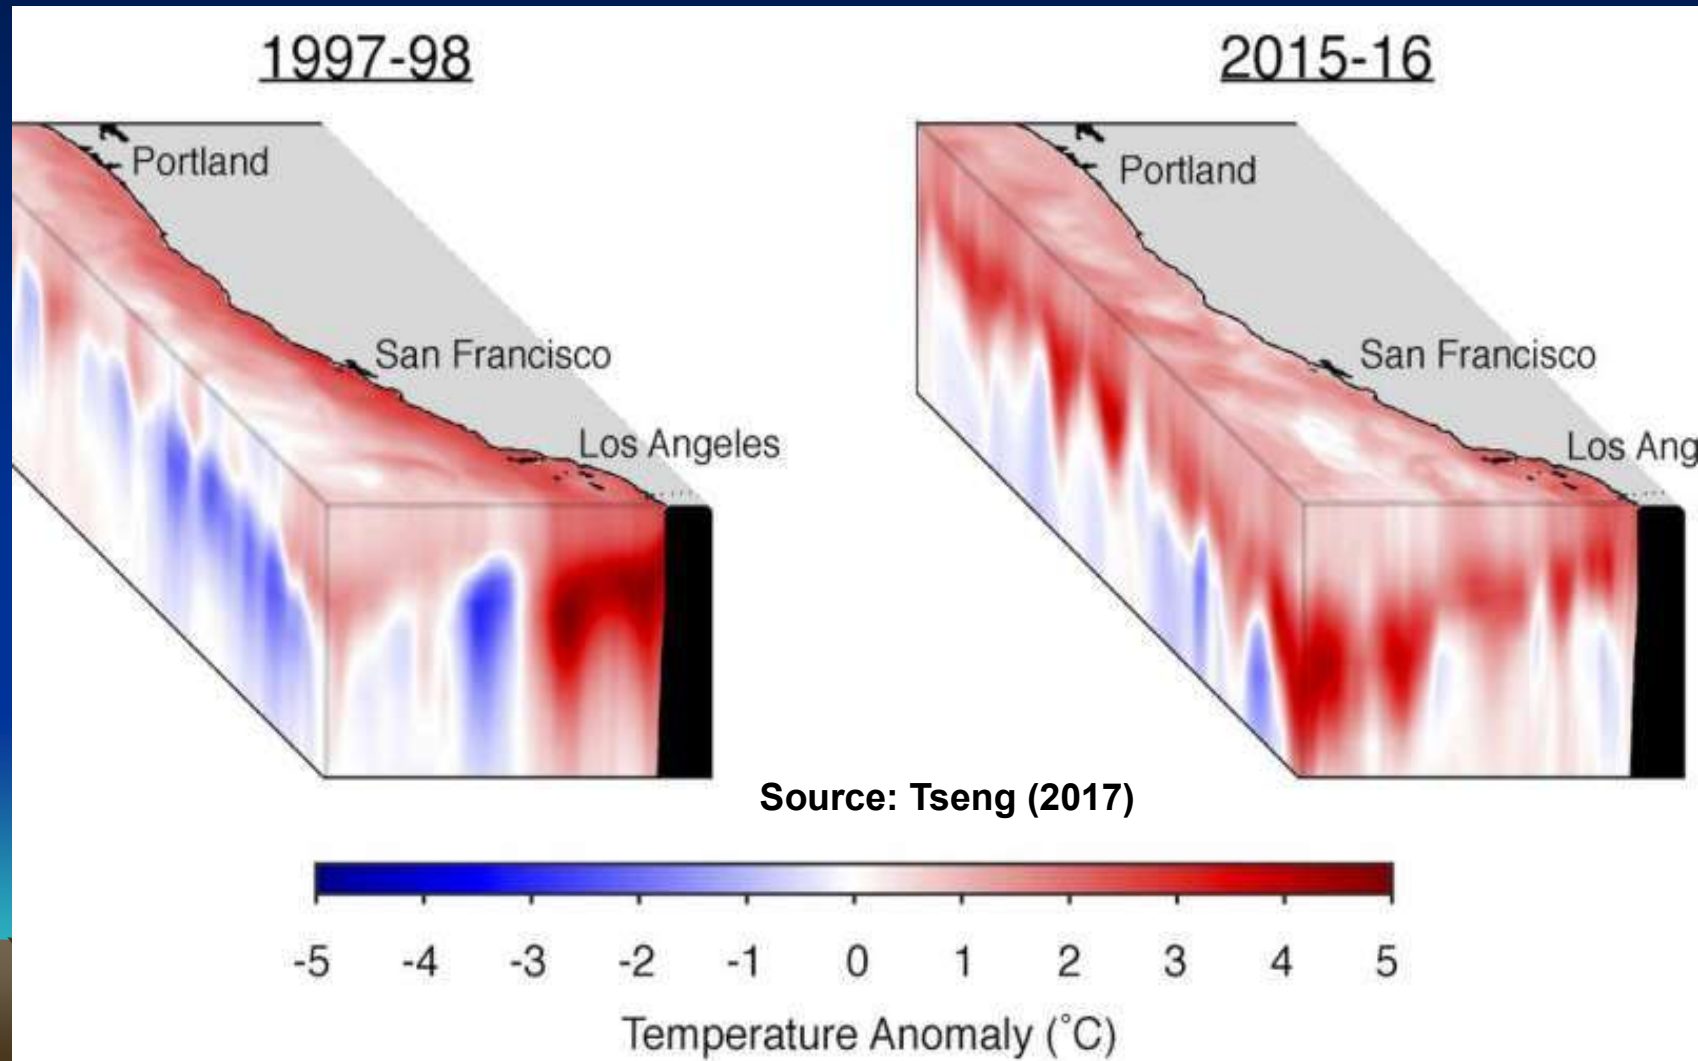 1997-98
2015-16
Portland
Portland
San Francisco
San Francisco
Los Angeles
Los Ang
Source: Tseng (2017)
-5 -4 -3 -2 -1 0 1 2 3 4 5
Temperature Anomaly (˚C)